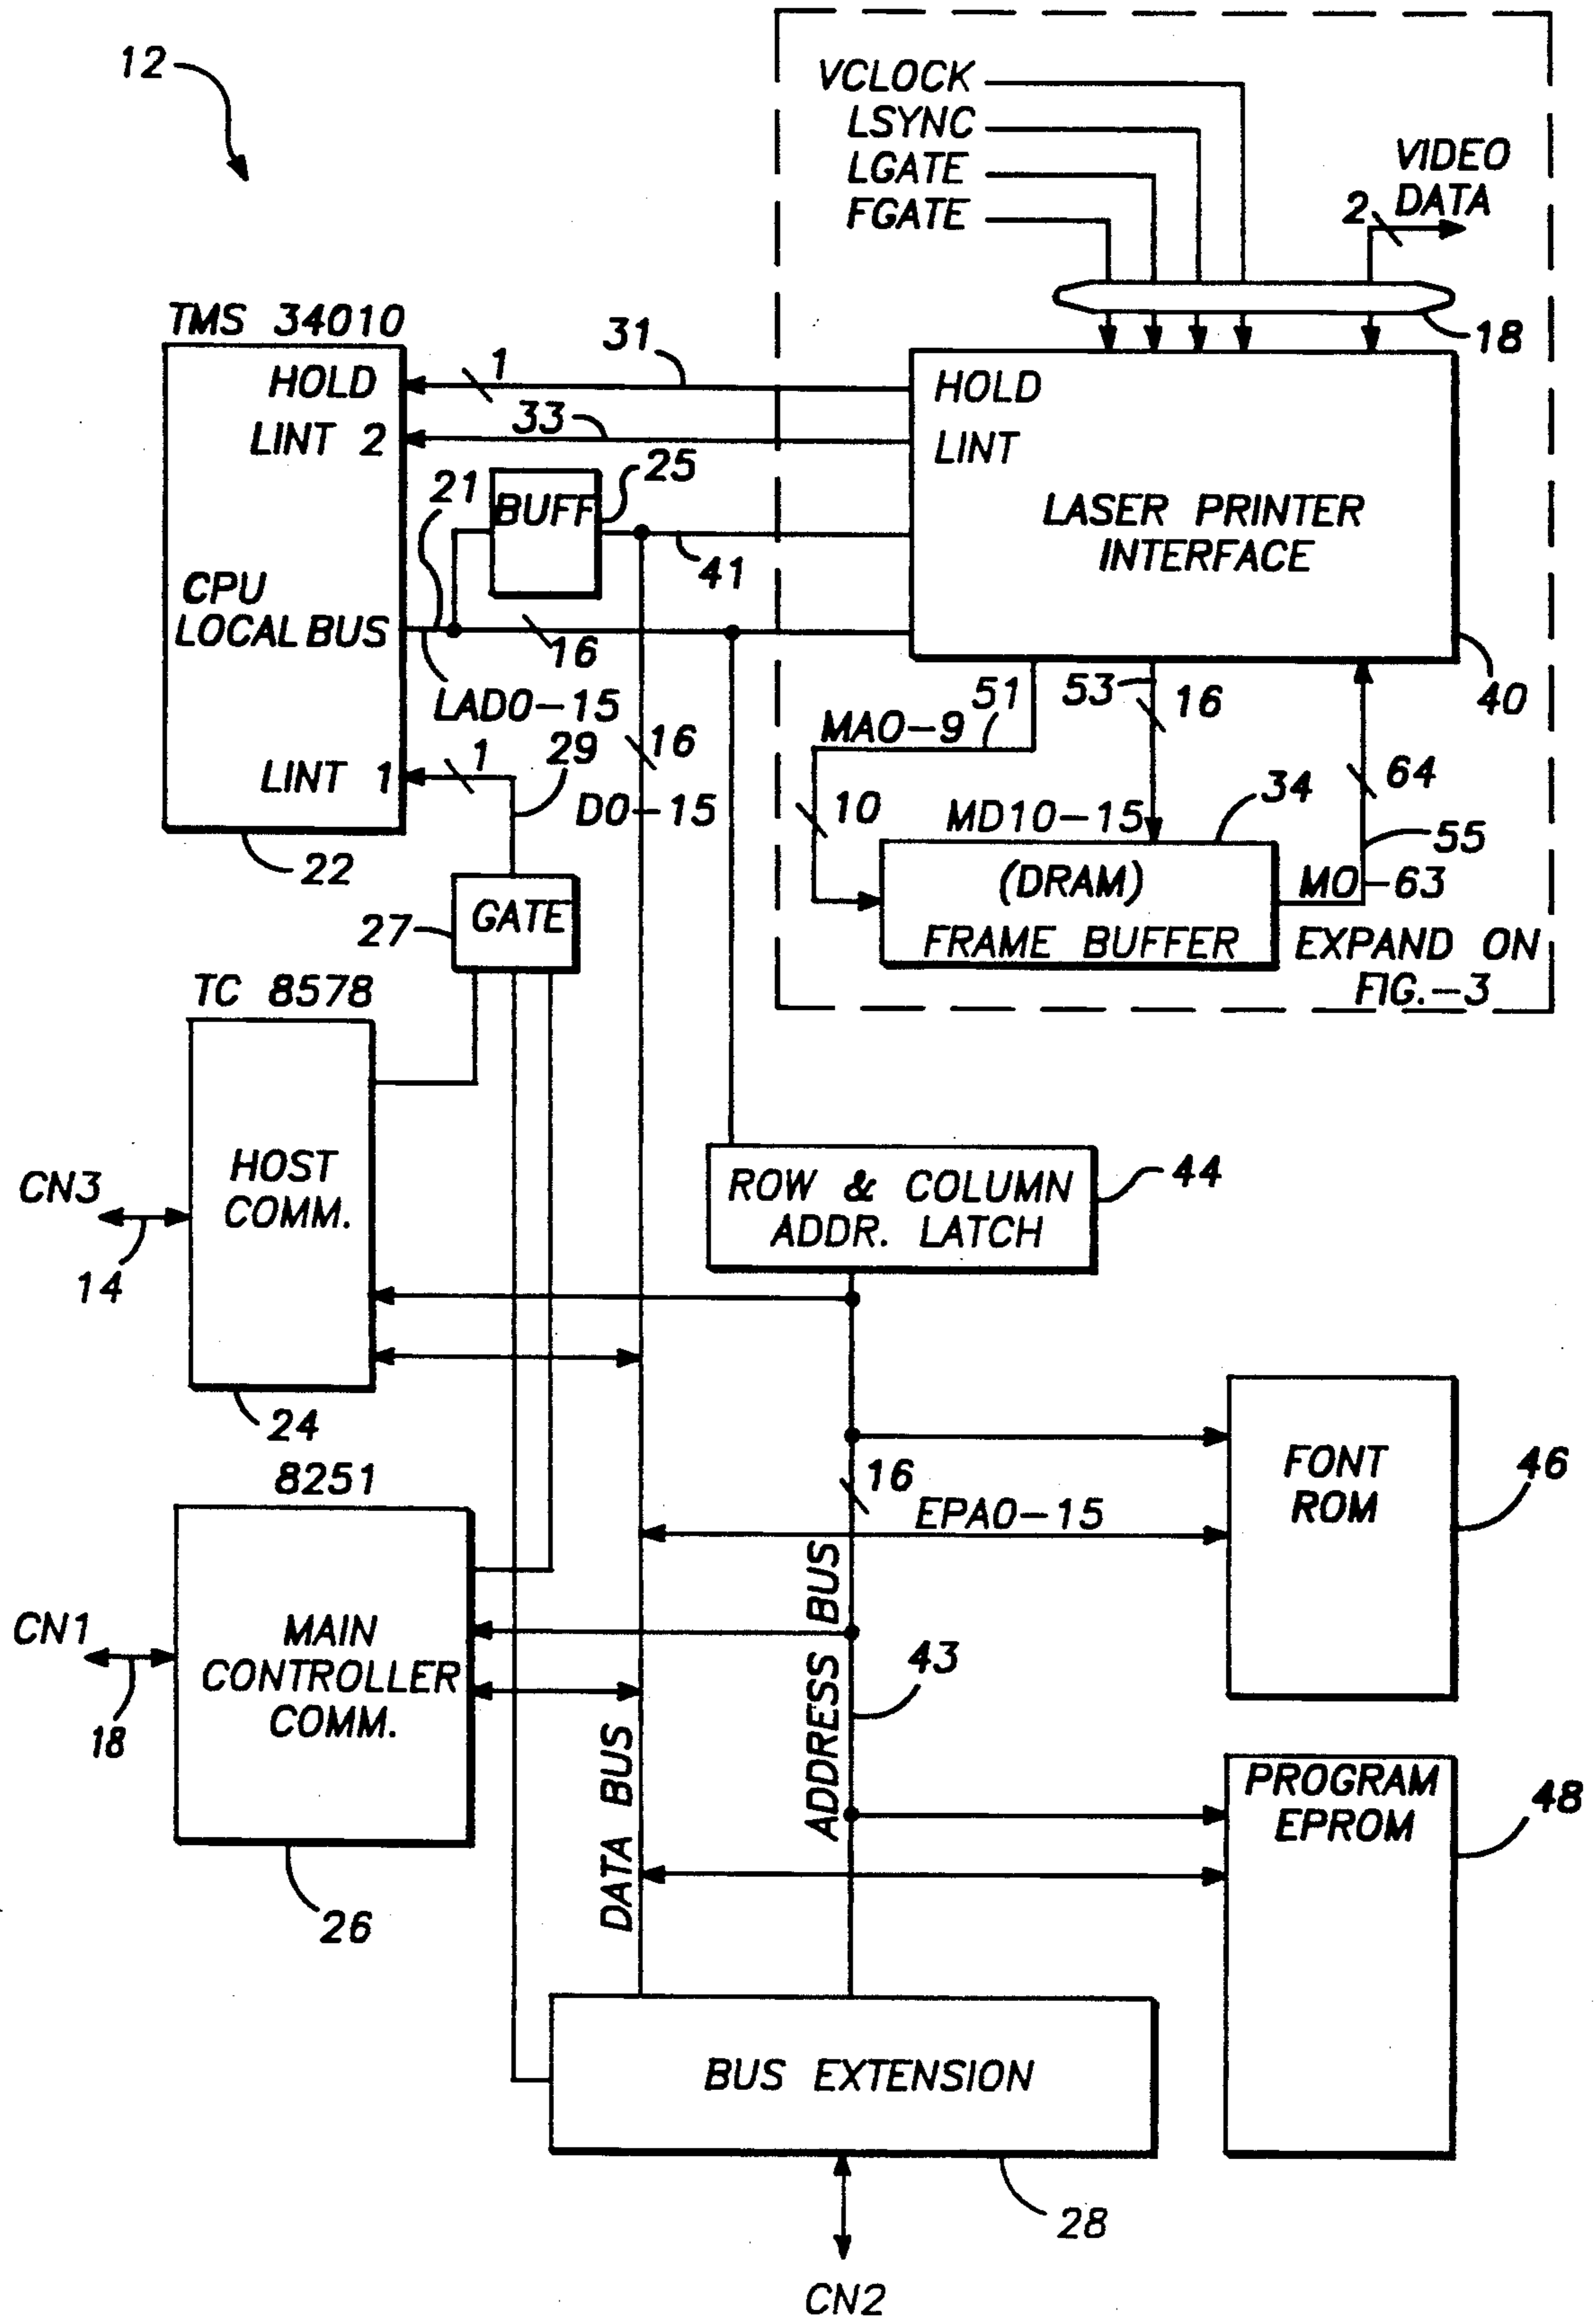 12
VCLOCK
LSYNC
LGATE
FGATE
VIDEO
DATA
2
18
TMS 34010
HOLD
LINT 2
CPU
LOCAL BUS
LINT 1
22
1
31
33
21
BUFF
25
41
16
LAD0-15
1
29
16
D0-15
HOLD
LINT
LASER PRINTER
INTERFACE
40
51
MA0-9
10
53
16
MD10-15
34
64
55
(DRAM)
FRAME BUFFER
M0-63
EXPAND ON
FIG.-3
27
GATE
TC 8578
HOST
COMM.
CN3
14
24
ROW & COLUMN
ADDR. LATCH
44
8251
MAIN
CONTROLLER
COMM.
CN1
18
26
16
EPA0-15
FONT
ROM
46
ADDRESS BUS
43
DATA BUS
PROGRAM
EPROM
48
BUS EXTENSION
28
CN2